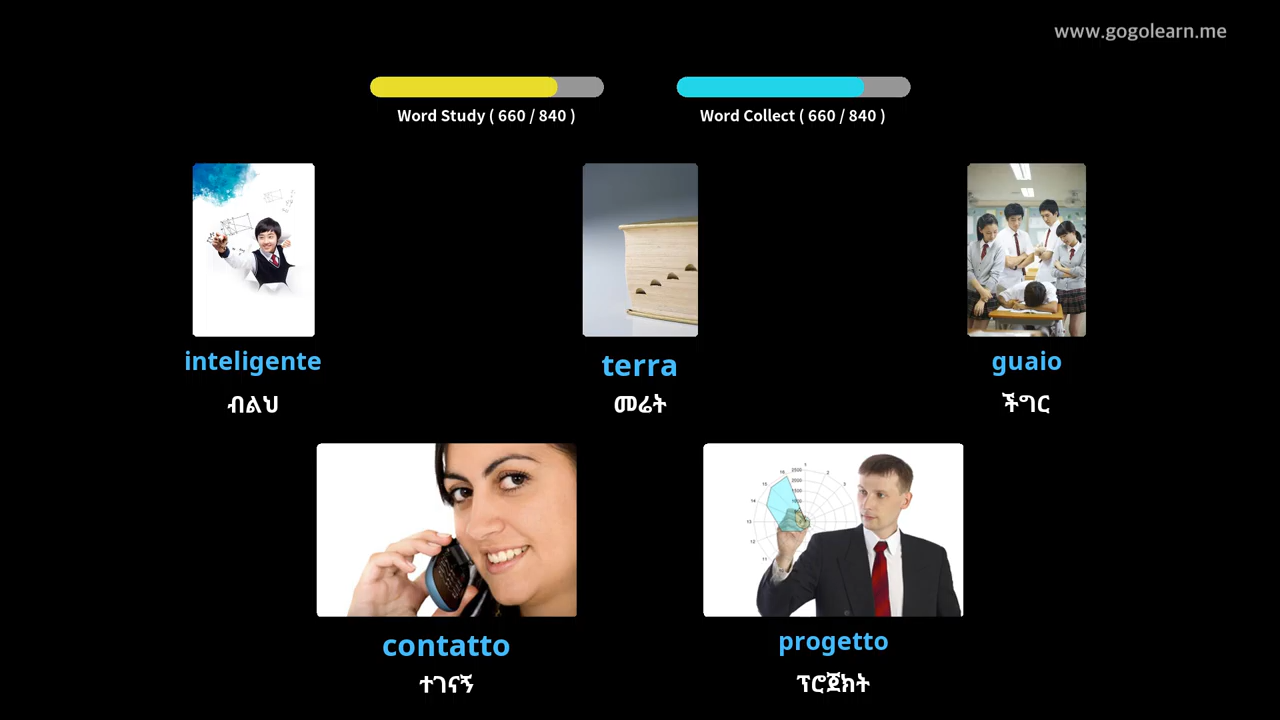 www.gogolearn.me
Word Study ( 660 / 840 )
Word Collect ( 660 / 840 )
inteligente
ብልህ
terra
መሬት
guaio
ችግር
contatto
ተገናኝ
progetto
ፕሮጀክት